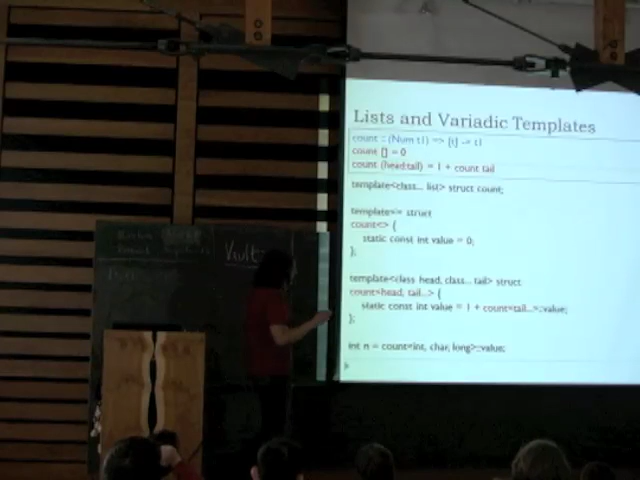 Lists and Variadic Templates
count :: (Num t1) => [t] -> t1
count [] = 0
count (head:tail) = 1 + count tail
template<class... list> struct count;
template<> struct
count<> {
static const int value = 0;
};
template<class head, class... tail> struct
count<head, tail...> {
static const int value = 1 + count<tail...>::value;
};
int n = count<int, char, long>::value;
Vault